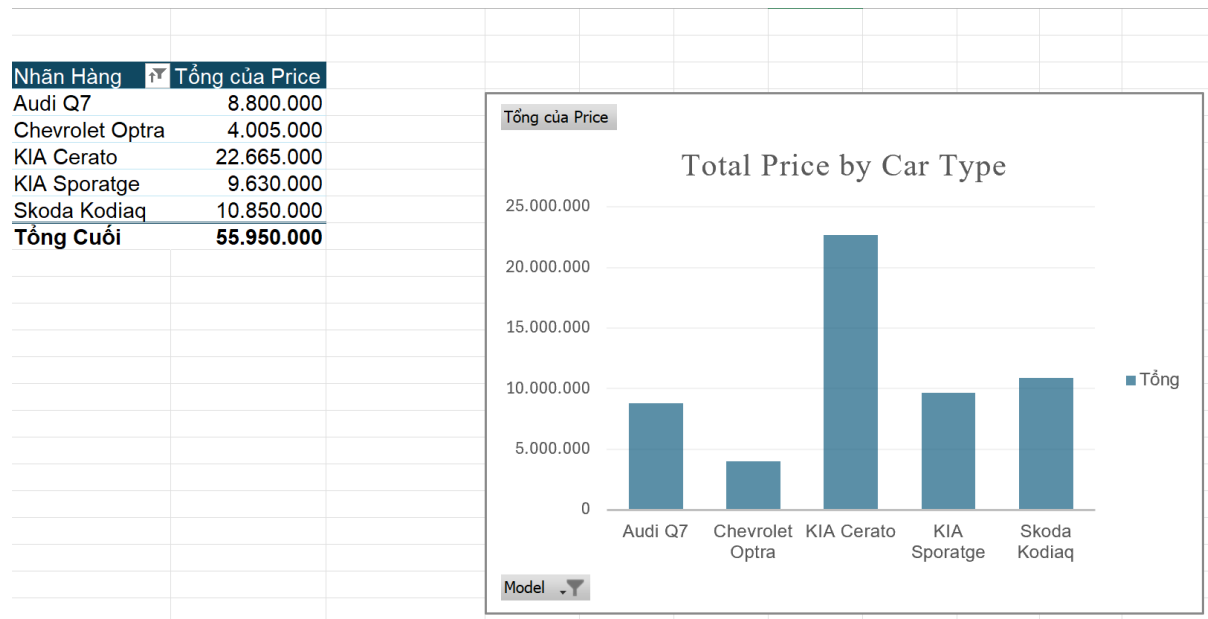 Nhãn Hàng Tổng của Price
Audi Q7 8.800.000
Chevrolet Optra 4.005.000
KIA Cerato 22.665.000
KIA Sporatge 9.630.000
Skoda Kodiaq 10.850.000
Tổng Cuối 55.950.000
Tổng của Price
Total Price by Car Type
25.000.000
20.000.000
15.000.000
10.000.000
5.000.000
0
Audi Q7 Chevrolet KIA Cerato KIA Skoda
Optra Sporatge Kodiaq
Tổng
Model